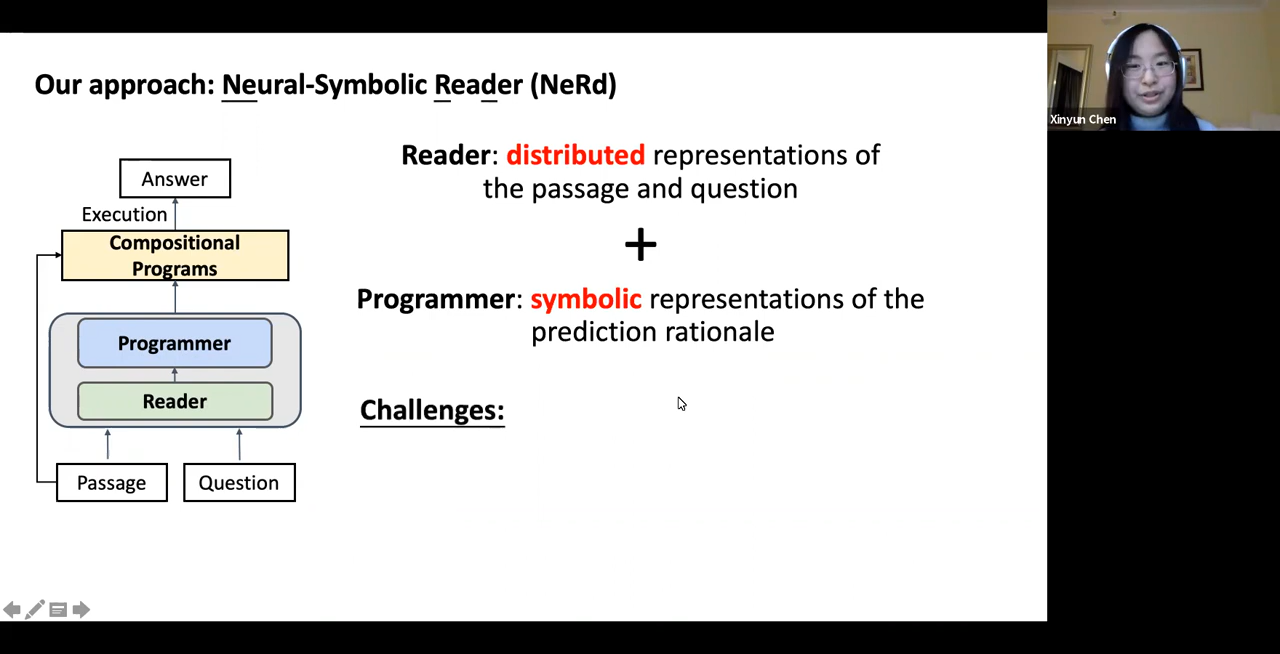 Our approach: Neural-Symbolic Reader (NeRd)
Answer
Execution
Compositional
Programs
Programmer
Reader
Passage
Question
Reader: distributed representations of
the passage and question
+
Programmer: symbolic representations of the
prediction rationale
Challenges:
Xinyun Chen